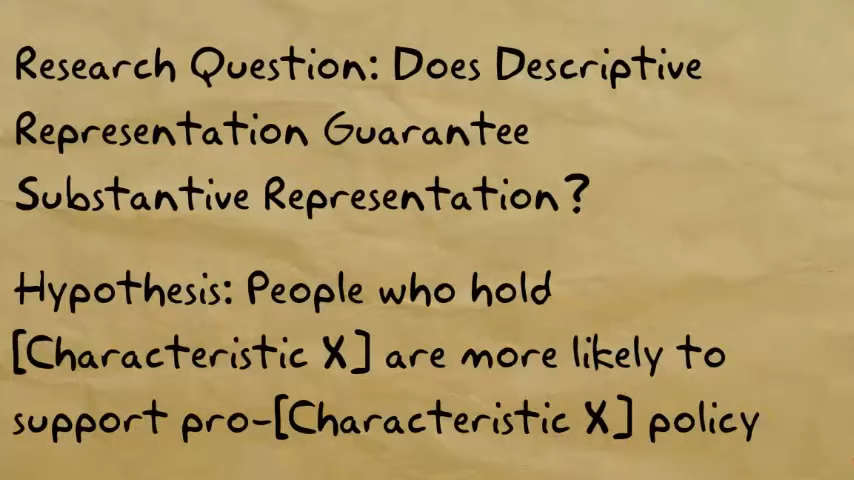 Research Question: Does Descriptive
Representation Guarantee
Substantive Representation?
Hypothesis: People who hold
[Characteristic X] are more likely to
support pro-[Characteristic X] policy